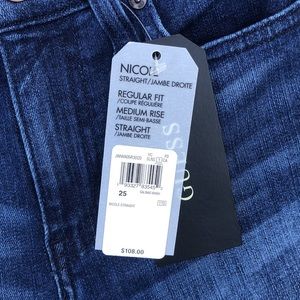 NICOLE
STRAIGHT/JAMBE DROITE
REGULAR FIT
/COUPE RÉGULIÈRE
MEDIUM RISE
/TAILLE SEMI-BASSE
STRAIGHT
/JAMBE DROITE
25
NICOLE STRAIGHT
$108.00
GUESS